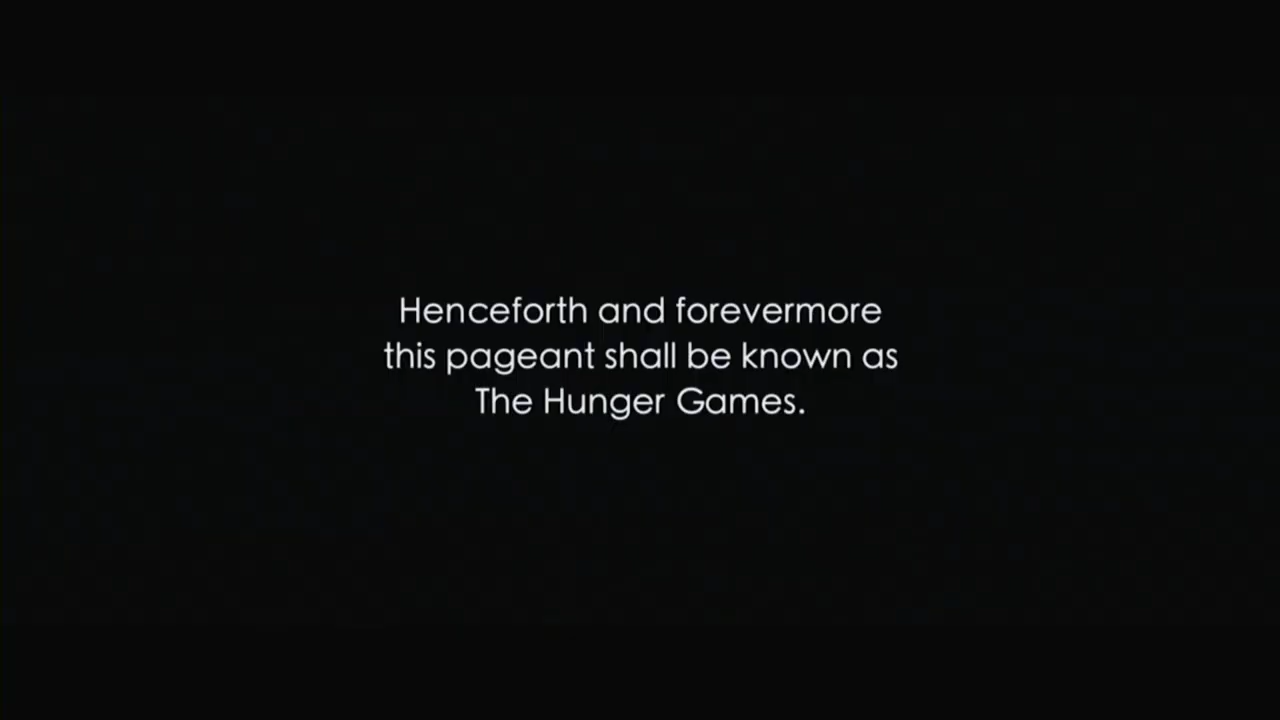 Henceforth and forevermore
this pageant shall be known as
The Hunger Games.